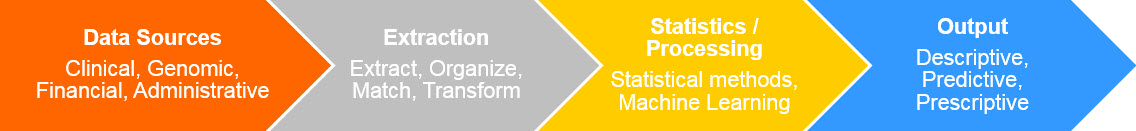 Data Sources
Clinical, Genomic,
Financial, Administrative
Extraction
Extract, Organize,
Match, Transform
Statistics /
Processing
Statistical methods,
Machine Learning
Output
Descriptive,
Predictive,
Prescriptive